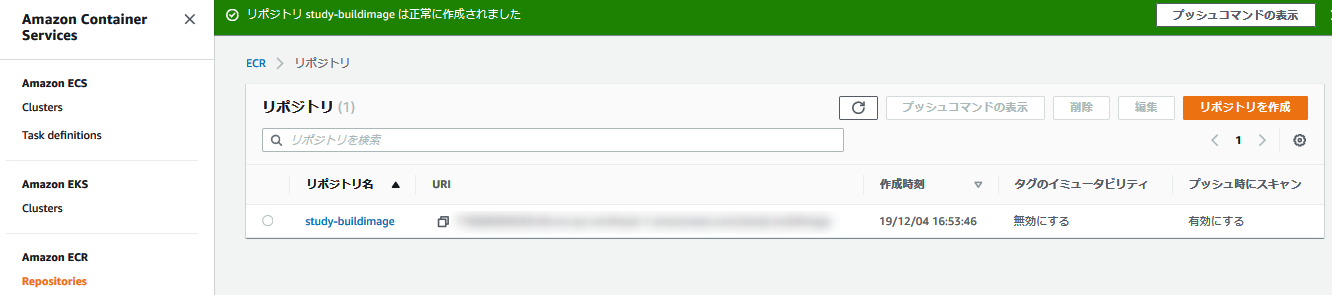 Amazon Container
Services
Amazon ECS
Clusters
Task definitions
Amazon EKS
Clusters
Amazon ECR
Repositories
リポジトリ study-buildimage は正常に作成されました
プッシュコマンドの表示
ECR > リポジトリ
リポジトリ (1)
プッシュコマンドの表示
削除
編集
リポジトリを作成
リポジトリを検索
1
リポジトリ名 URI 作成時刻 タグのイミュータビリティ プッシュ時にスキャン
study-buildimage 19/12/04 16:53:46 無効にする 有効にする